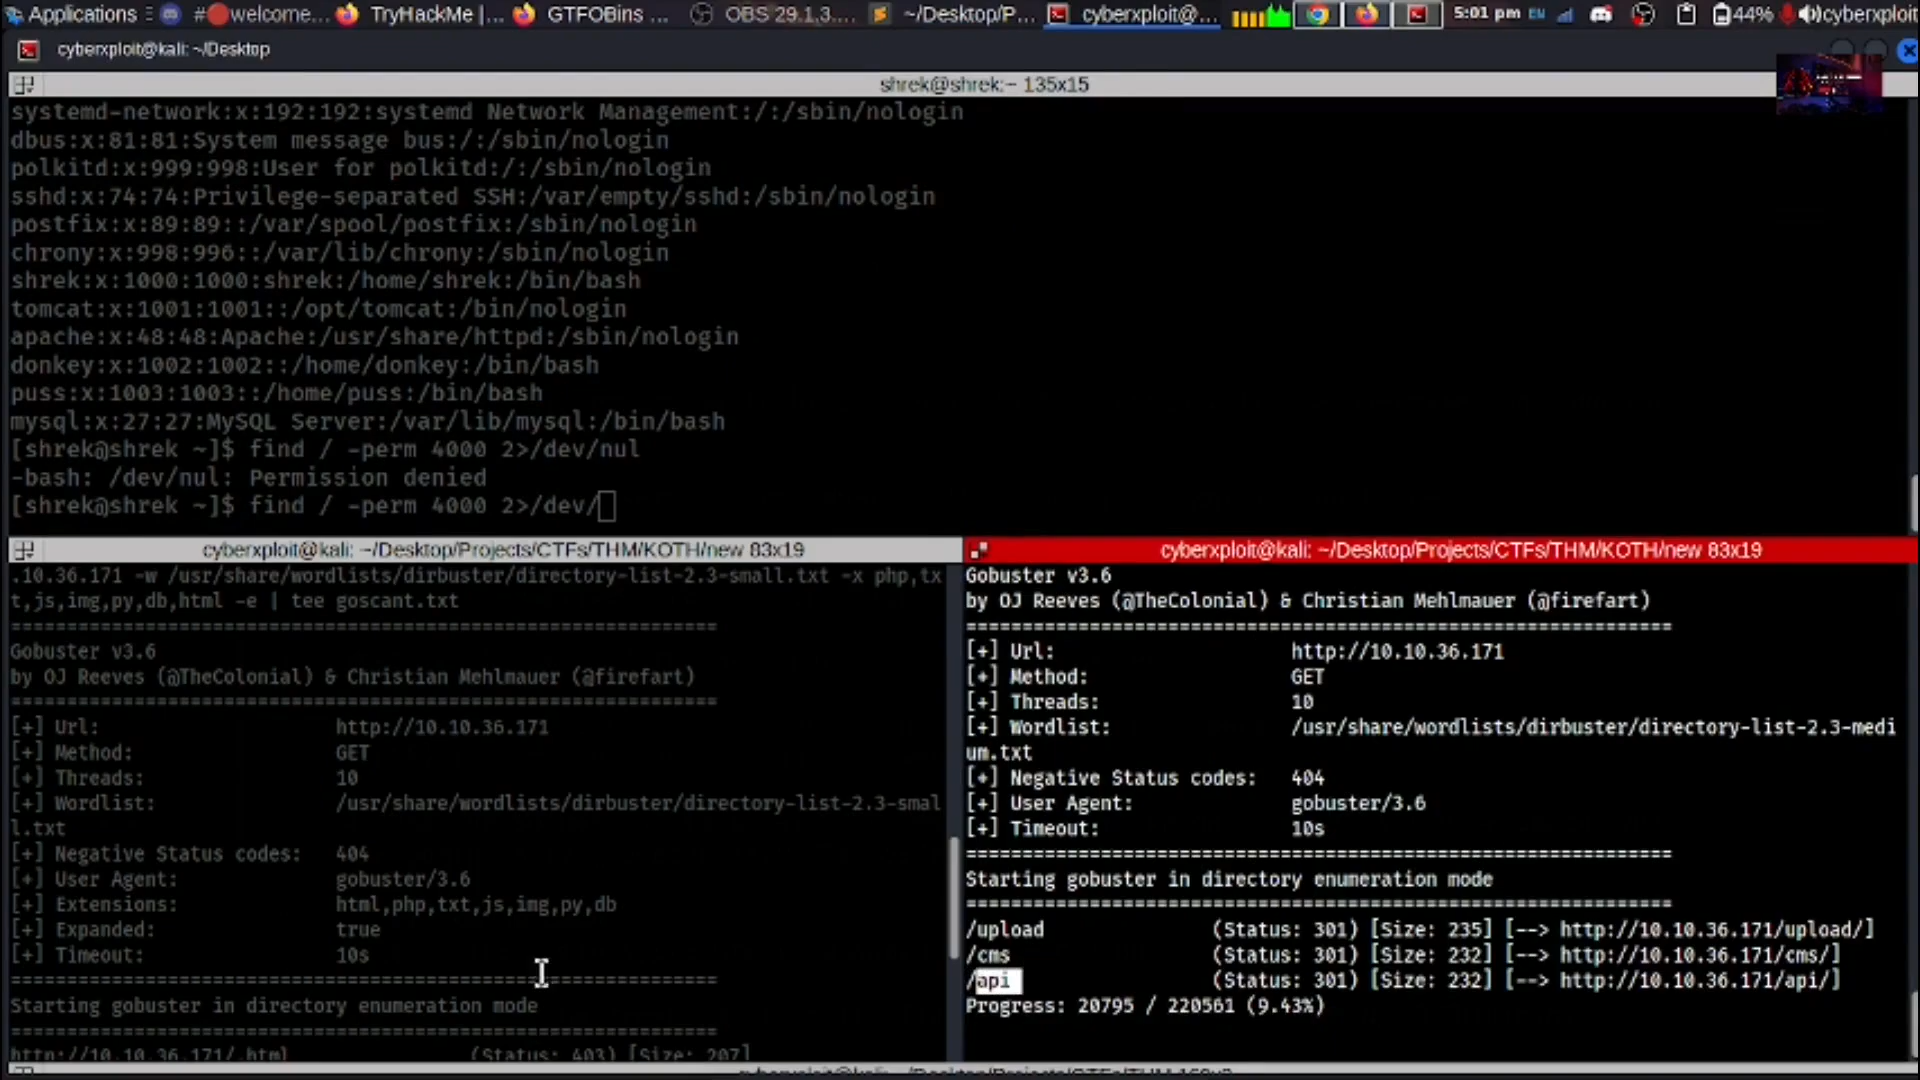 Applications
#🔴welcome...
TryHackMe |...
GTFOBins ...
OBS 29.1.3....
~/Desktop/P...
cyberxploit@...
5:01 pm
EN
44%
cyberxploit
cyberxploit@kali: ~/Desktop
shrek@shrek:~ 135x15
systemd-network:x:192:192:systemd Network Management:/:/sbin/nologin
dbus:x:81:81:System message bus:/:/sbin/nologin
polkitd:x:999:998:User for polkitd:/:/sbin/nologin
sshd:x:74:74:Privilege-separated SSH:/var/empty/sshd:/sbin/nologin
postfix:x:89:89::/var/spool/postfix:/sbin/nologin
chrony:x:998:996::/var/lib/chrony:/sbin/nologin
shrek:x:1000:1000:shrek:/home/shrek:/bin/bash
tomcat:x:1001:1001::/opt/tomcat:/bin/nologin
apache:x:48:48:Apache:/usr/share/httpd:/sbin/nologin
donkey:x:1002:1002::/home/donkey:/bin/bash
puss:x:1003:1003::/home/puss:/bin/bash
mysql:x:27:27:MySQL Server:/var/lib/mysql:/bin/bash
[shrek@shrek ~]$ find / -perm 4000 2>/dev/nul
-bash: /dev/nul: Permission denied
[shrek@shrek ~]$ find / -perm 4000 2>/dev/
cyberxploit@kali: ~/Desktop/Projects/CTFs/THM/KOTH/new 83x19
.10.36.171 -w /usr/share/wordlists/dirbuster/directory-list-2.3-small.txt -x php,tx
t,js,img,py,db,html -e | tee goscant.txt
===============================================================
Gobuster v3.6
by OJ Reeves (@TheColonial) & Christian Mehlmauer (@firefart)
===============================================================
[+] Url: http://10.10.36.171
[+] Method: GET
[+] Threads: 10
[+] Wordlist: /usr/share/wordlists/dirbuster/directory-list-2.3-smal
l.txt
[+] Negative Status codes: 404
[+] User Agent: gobuster/3.6
[+] Extensions: html,php,txt,js,img,py,db
[+] Expanded: true
[+] Timeout: 10s
===============================================================
Starting gobuster in directory enumeration mode
===============================================================
http://10.10.36.171/.html (Status: 403) [Size: 207]
cyberxploit@kali: ~/Desktop/Projects/CTFs/THM/KOTH/new 83x19
Gobuster v3.6
by OJ Reeves (@TheColonial) & Christian Mehlmauer (@firefart)
===============================================================
[+] Url: http://10.10.36.171
[+] Method: GET
[+] Threads: 10
[+] Wordlist: /usr/share/wordlists/dirbuster/directory-list-2.3-medi
um.txt
[+] Negative Status codes: 404
[+] User Agent: gobuster/3.6
[+] Timeout: 10s
===============================================================
Starting gobuster in directory enumeration mode
===============================================================
/upload (Status: 301) [Size: 235] [--> http://10.10.36.171/upload/]
/cms (Status: 301) [Size: 232] [--> http://10.10.36.171/cms/]
/api (Status: 301) [Size: 232] [--> http://10.10.36.171/api/]
Progress: 20795 / 220561 (9.43%)